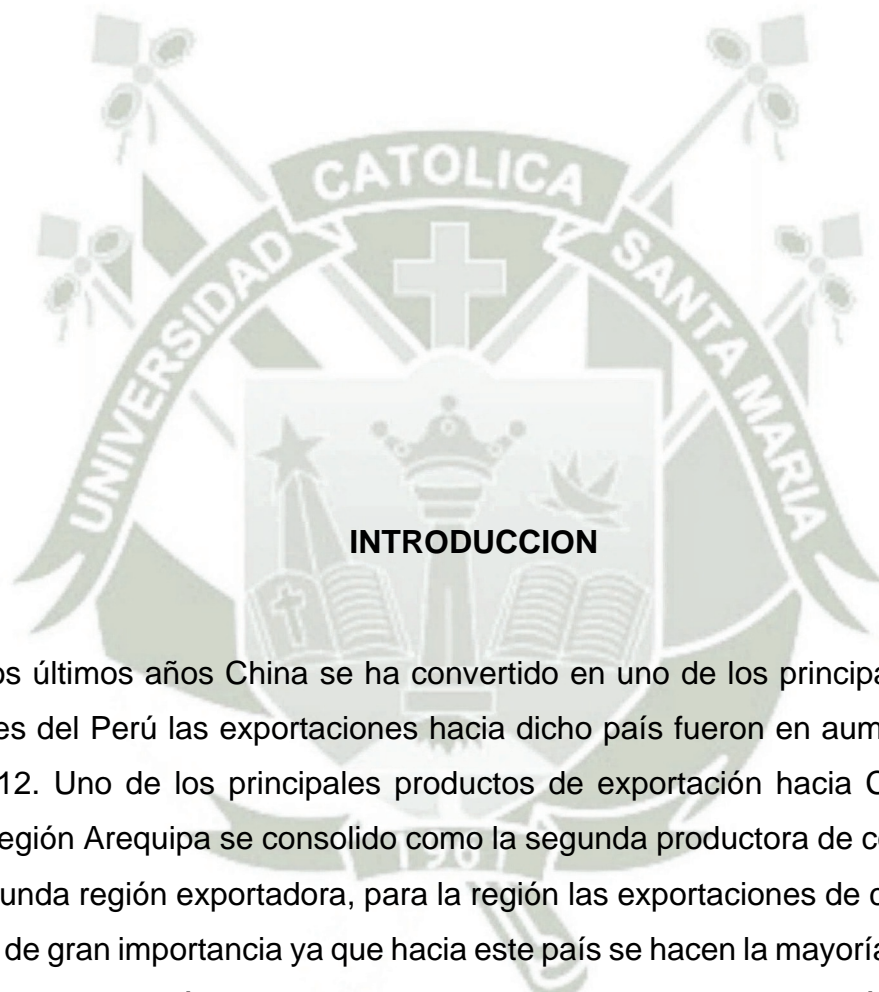 UNIVERSIDAD CATOLICA SANTA MARIA
INTRODUCCION
os últimos años China se ha convertido en uno de los principa
es del Perú las exportaciones hacia dicho país fueron en aum
12. Uno de los principales productos de exportación hacia C
región Arequipa se consolido como la segunda productora de c
unda región exportadora, para la región las exportaciones de
de gran importancia ya que hacia este país se hacen la mayoría